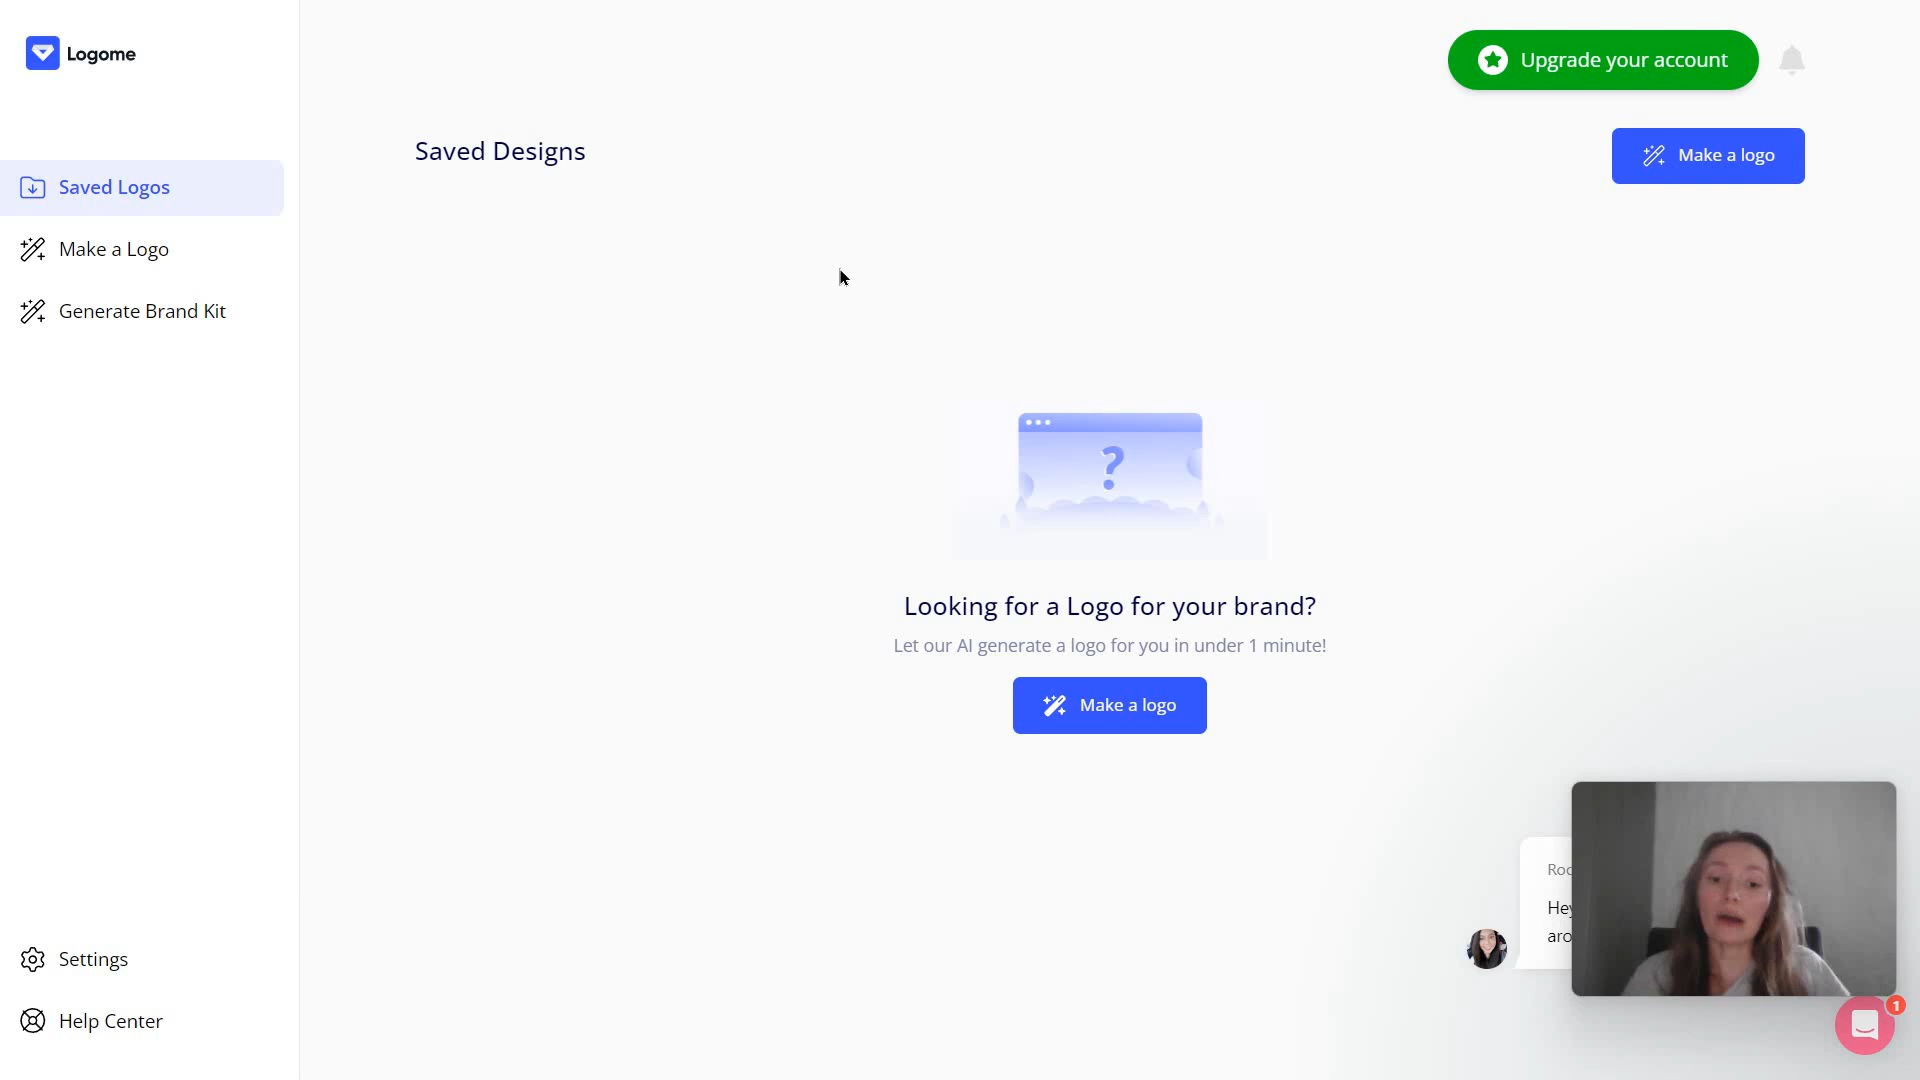 Logome
Upgrade your account
Saved Designs
Make a logo
Saved Logos
Make a Logo
Generate Brand Kit
?
Looking for a Logo for your brand?
Let our AI generate a logo for you in under 1 minute!
Make a logo
Settings
Help Center
1